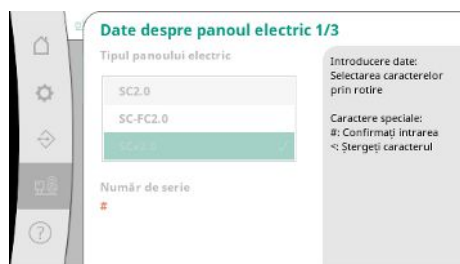 Date despre panoul electric 1/3
Tipul panoului electric
SC2.0
SC-FC2.0
Număr de serie
#
Introducere date:
Selectarea caracterelor
prin rotire
Caractere speciale:
#: Confirmați intrarea
<: Ștergeți caracterul
?